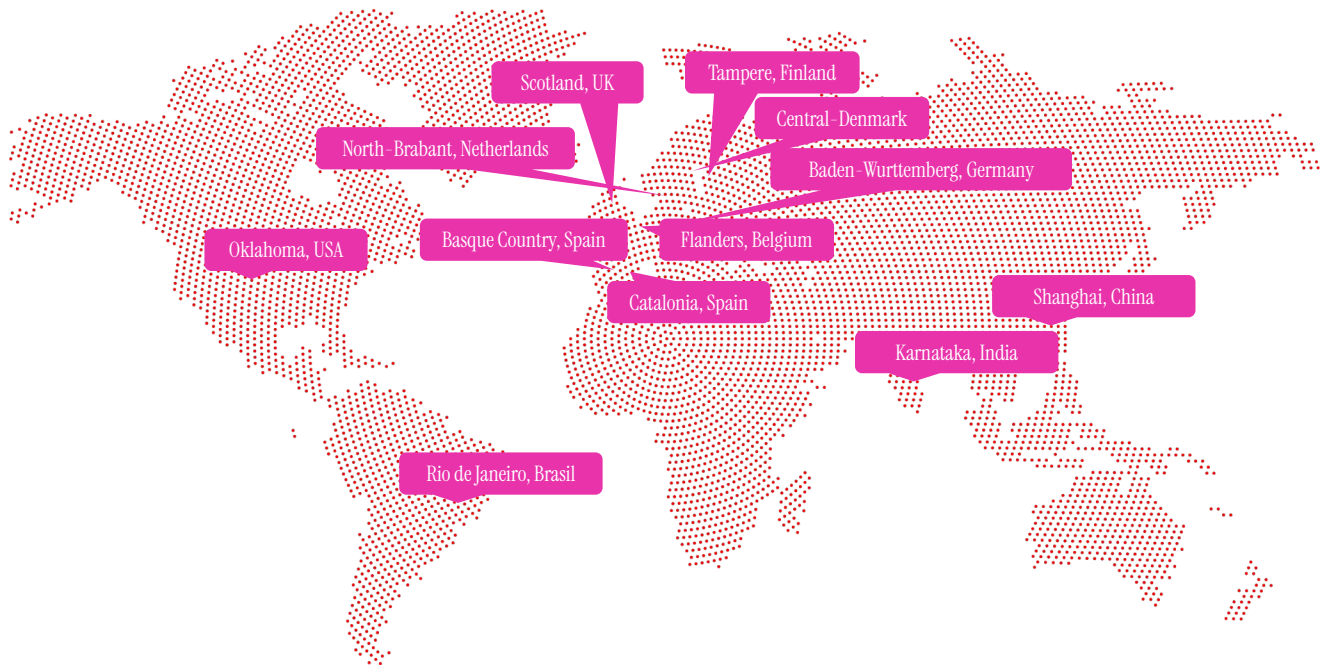 Tampere, Finland
Scotland, UK
Central-Denmark
North-Brabant, Netherlands
Baden-Wurttemberg, Germany
Oklahoma, USA
Basque Country, Spain
Flanders, Belgium
Catalonia, Spain
Shanghai, China
Karnataka, India
Rio de Janeiro, Brasil